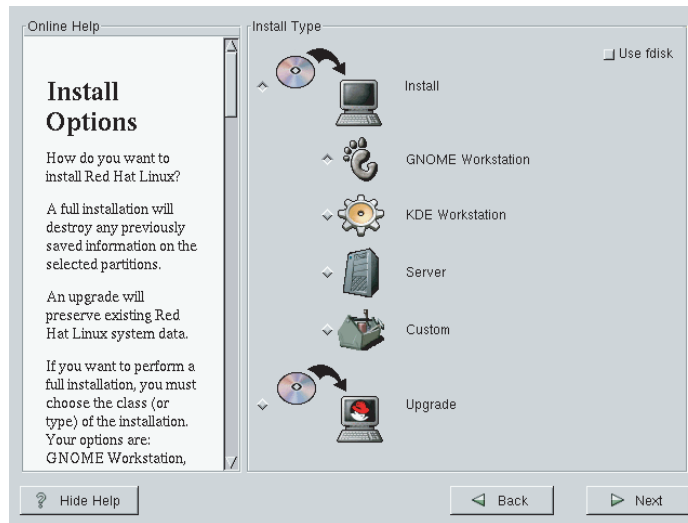 Online Help
Install
Options
How do you want to
install Red Hat Linux?
A full installation will
destroy any previously
saved information on the
selected partitions.
An upgrade will
preserve existing Red
Hat Linux system data.
If you want to perform a
full installation, you must
choose the class (or
type) of the installation.
Your options are:
GNOME Workstation,
Install Type
Use fdisk
Install
GNOME Workstation
KDE Workstation
Server
Custom
Upgrade
? Hide Help
Back
Next